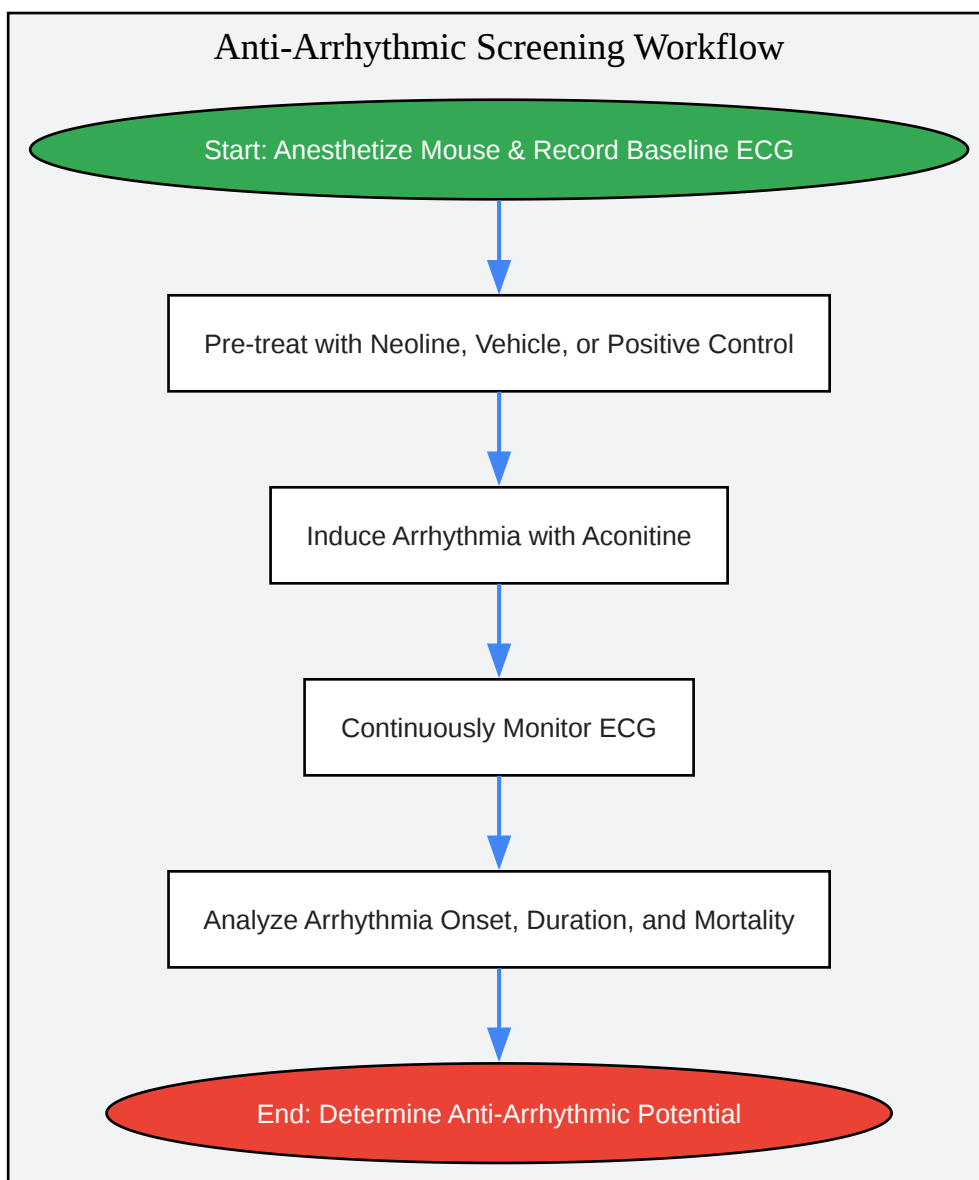 Anti-Arrhythmic Screening Workflow
Start: Anesthetize Mouse & Record Baseline ECG
Pre-treat with Neoline, Vehicle, or Positive Control
Induce Arrhythmia with Aconitine
Continuously Monitor ECG
Analyze Arrhythmia Onset, Duration, and Mortality
End: Determine Anti-Arrhythmic Potential